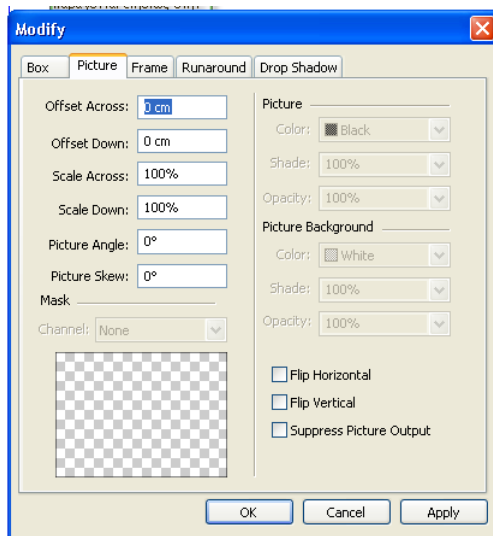 Modify
Box Picture Frame Runaround Drop Shadow
Offset Across: 0 cm
Offset Down: 0 cm
Scale Across: 100%
Scale Down: 100%
Picture Angle: 0°
Picture Skew: 0°
Mask
Channel: None
Picture
Color: Black
Shade: 100%
Opacity: 100%
Picture Background
Color: White
Shade: 100%
Opacity: 100%
Flip Horizontal
Flip Vertical
Suppress Picture Output
OK Cancel Apply